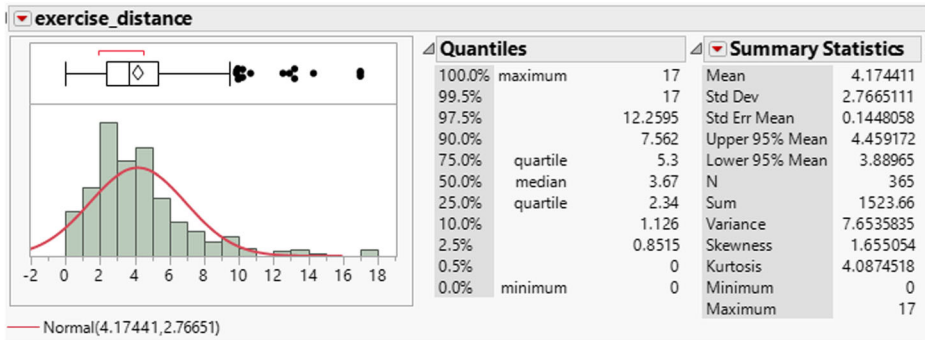 exercise_distance
Quantiles
100.0% maximum 17
99.5% 17
97.5% 12.2595
90.0% 7.562
75.0% quartile 5.3
50.0% median 3.67
25.0% quartile 2.34
10.0% 1.126
2.5% 0.8515
0.5% 0
0.0% minimum 0
Summary Statistics
Mean 4.174411
Std Dev 2.7665111
Std Err Mean 0.1448058
Upper 95% Mean 4.459172
Lower 95% Mean 3.88965
N 365
Sum 1523.66
Variance 7.6535835
Skewness 1.655054
Kurtosis 4.0874518
Minimum 0
Maximum 17
-2 0 2 4 6 8 10 12 14 16 18
Normal(4.17441,2.76651)